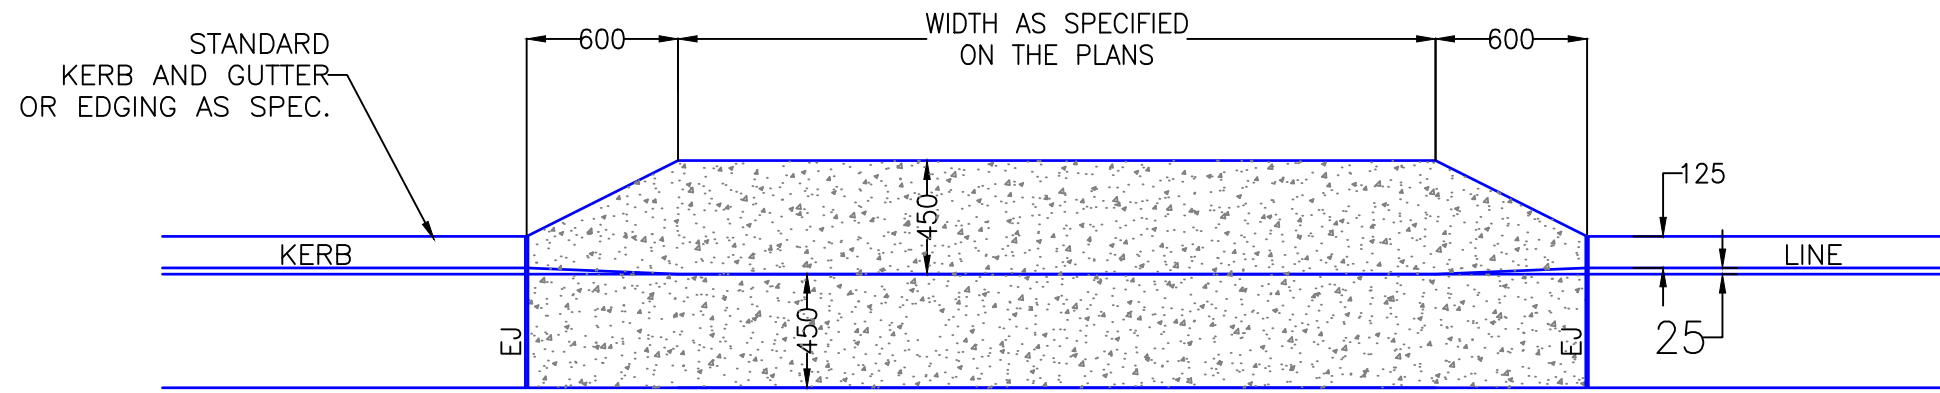 STANDARD
KERB AND GUTTER
OR EDGING AS SPEC.
600
WIDTH AS SPECIFIED
ON THE PLANS
600
125
KERB
450
LINE
EJ
450
EJ
25